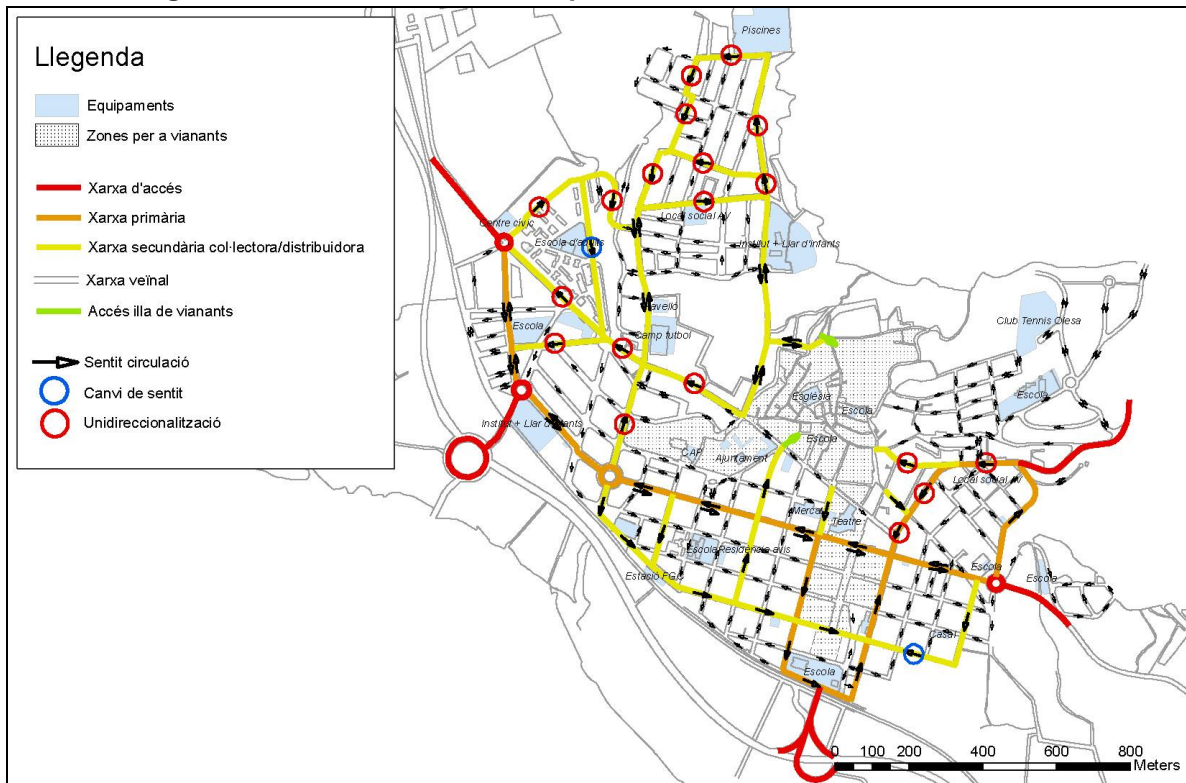 Llegenda
Equipaments
Zones per a vianants
Xarxa d'accés
Xarxa primària
Xarxa secundària col·lectora/distribuidora
Xarxa veïnal
Accés illa de vianants
Sentit circulació
Canvi de sentit
Unidireccionalització
Piscines
Centre cívic
Escola d'adults
Local social AV
Institut + Llar d'infants
Club Tennis Olesa
Escola
Camp futbol
Escola
Església
Escola
Escola
Institut + Llar d'infants
CAP
Ajuntament
Local social AV
Mercat
Teatre
Escola
Residència avis
Estació FGC
Escola
Escola
Casal
Escola
0 100 200 400 600 800
Meters